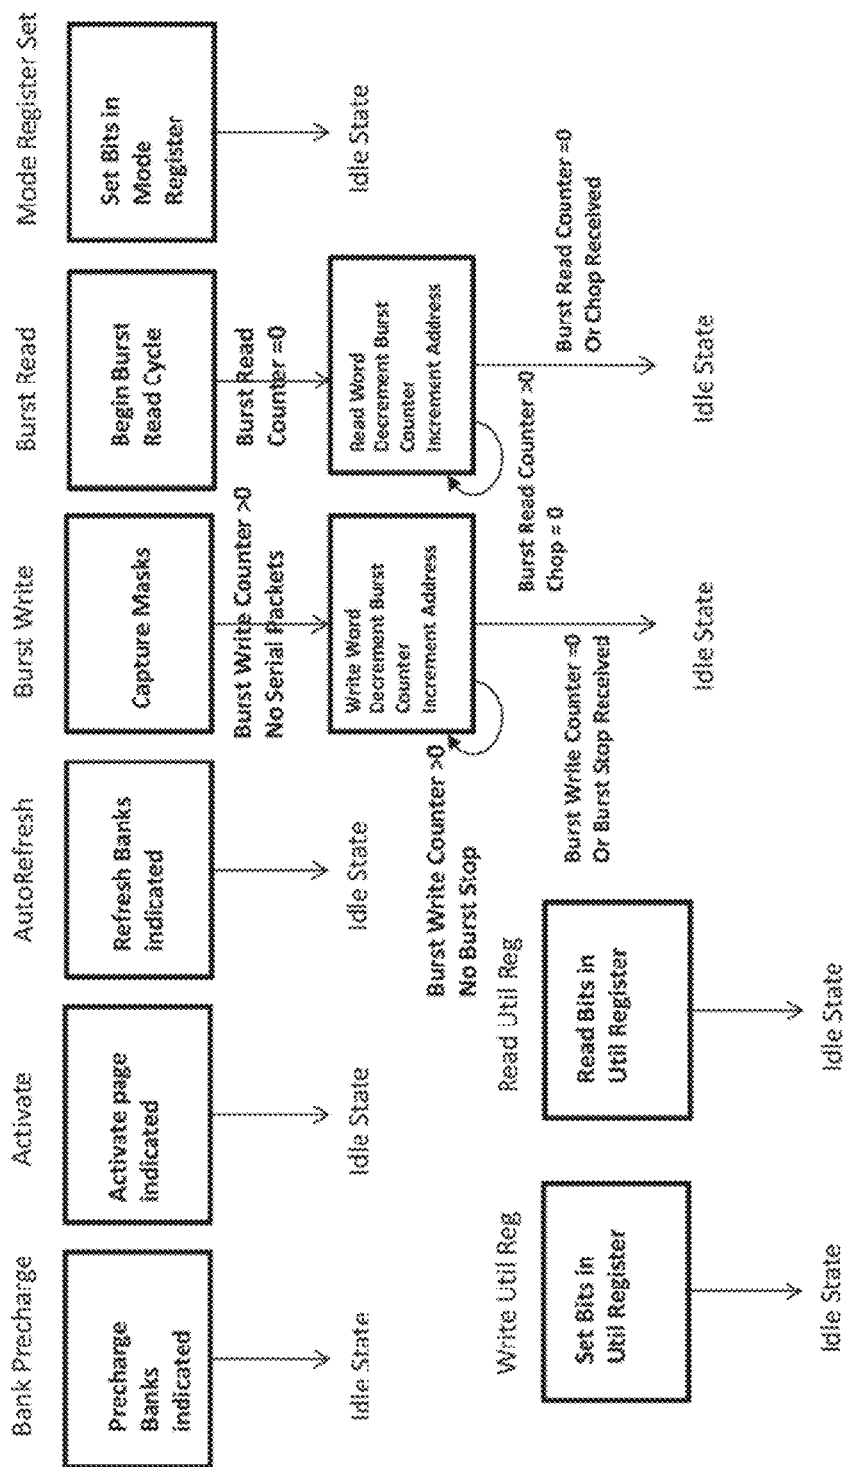 Bank Precharge
Precharge
Banks
indicated
Idle State
Activate
Activate page
indicated
Idle State
AutoRefresh
Refresh Banks
indicated
Idle State
Burst Write
Capture Masks
Burst Write Counter >0
No Serial Packets
Write Word
Decrement Burst
Counter
Increment Address
Burst Write Counter >0
No Burst Stop
Burst Write Counter =0
Or Burst Stop Received
Idle State
Burst Read
Begin Burst
Read Cycle
Burst Read
Counter =0
Read Word
Decrement Burst
Counter
Increment Address
Burst Read Counter >0
Chop = 0
Burst Read Counter =0
Or Chop Received
Idle State
Mode Register Set
Set Bits in
Mode
Register
Idle State
Write Util Reg
Set Bits in
Util Register
Idle State
Read Util Reg
Read Bits in
Util Register
Idle State